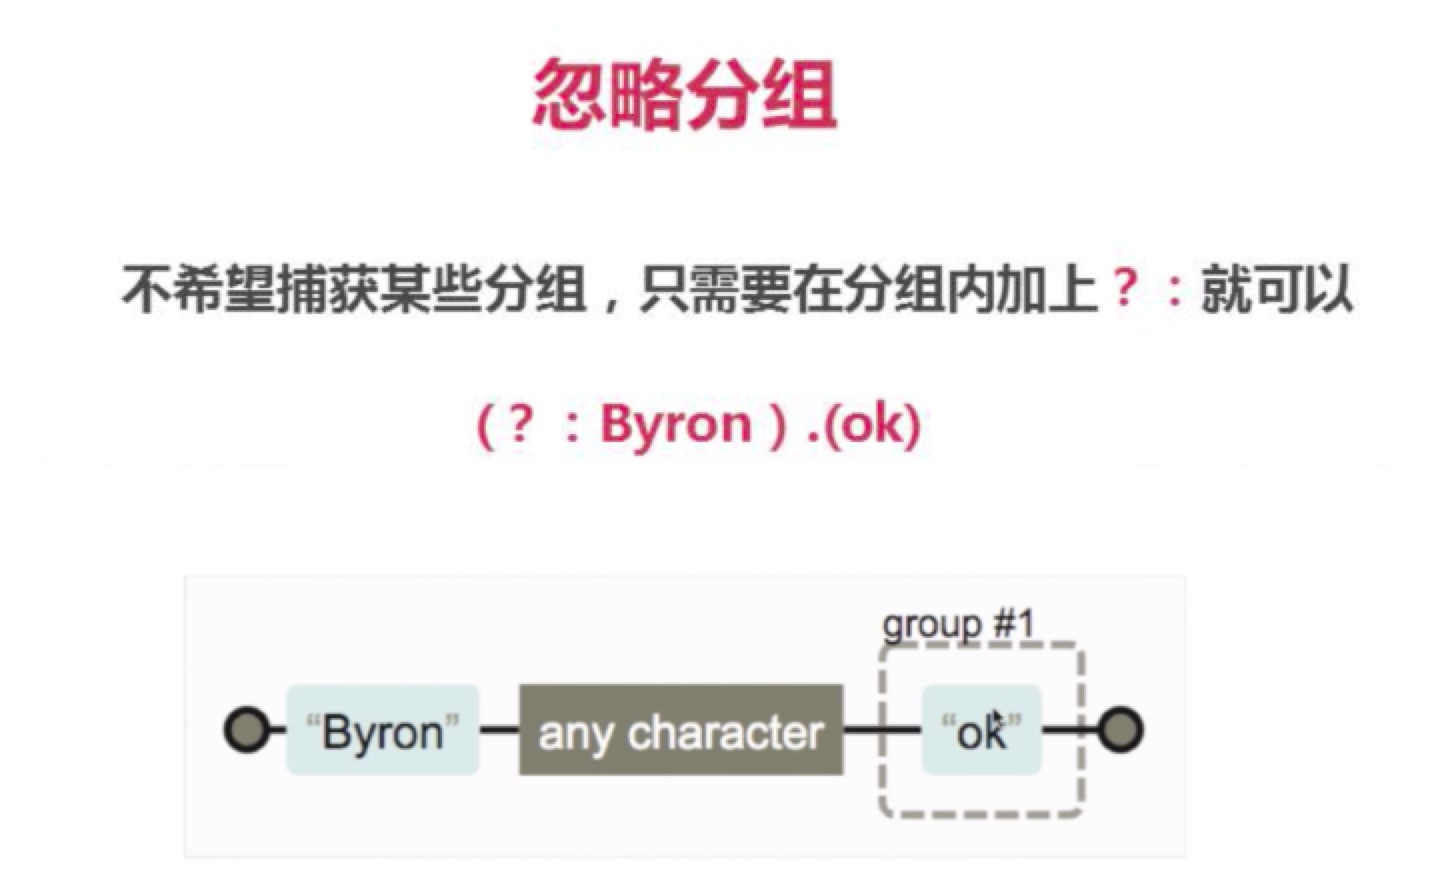 忽略分组
不希望捕获某些分组，只需要在分组内加上？：就可以
(？：Byron ) .(ok)
group #1
“Byron” any character “ok”